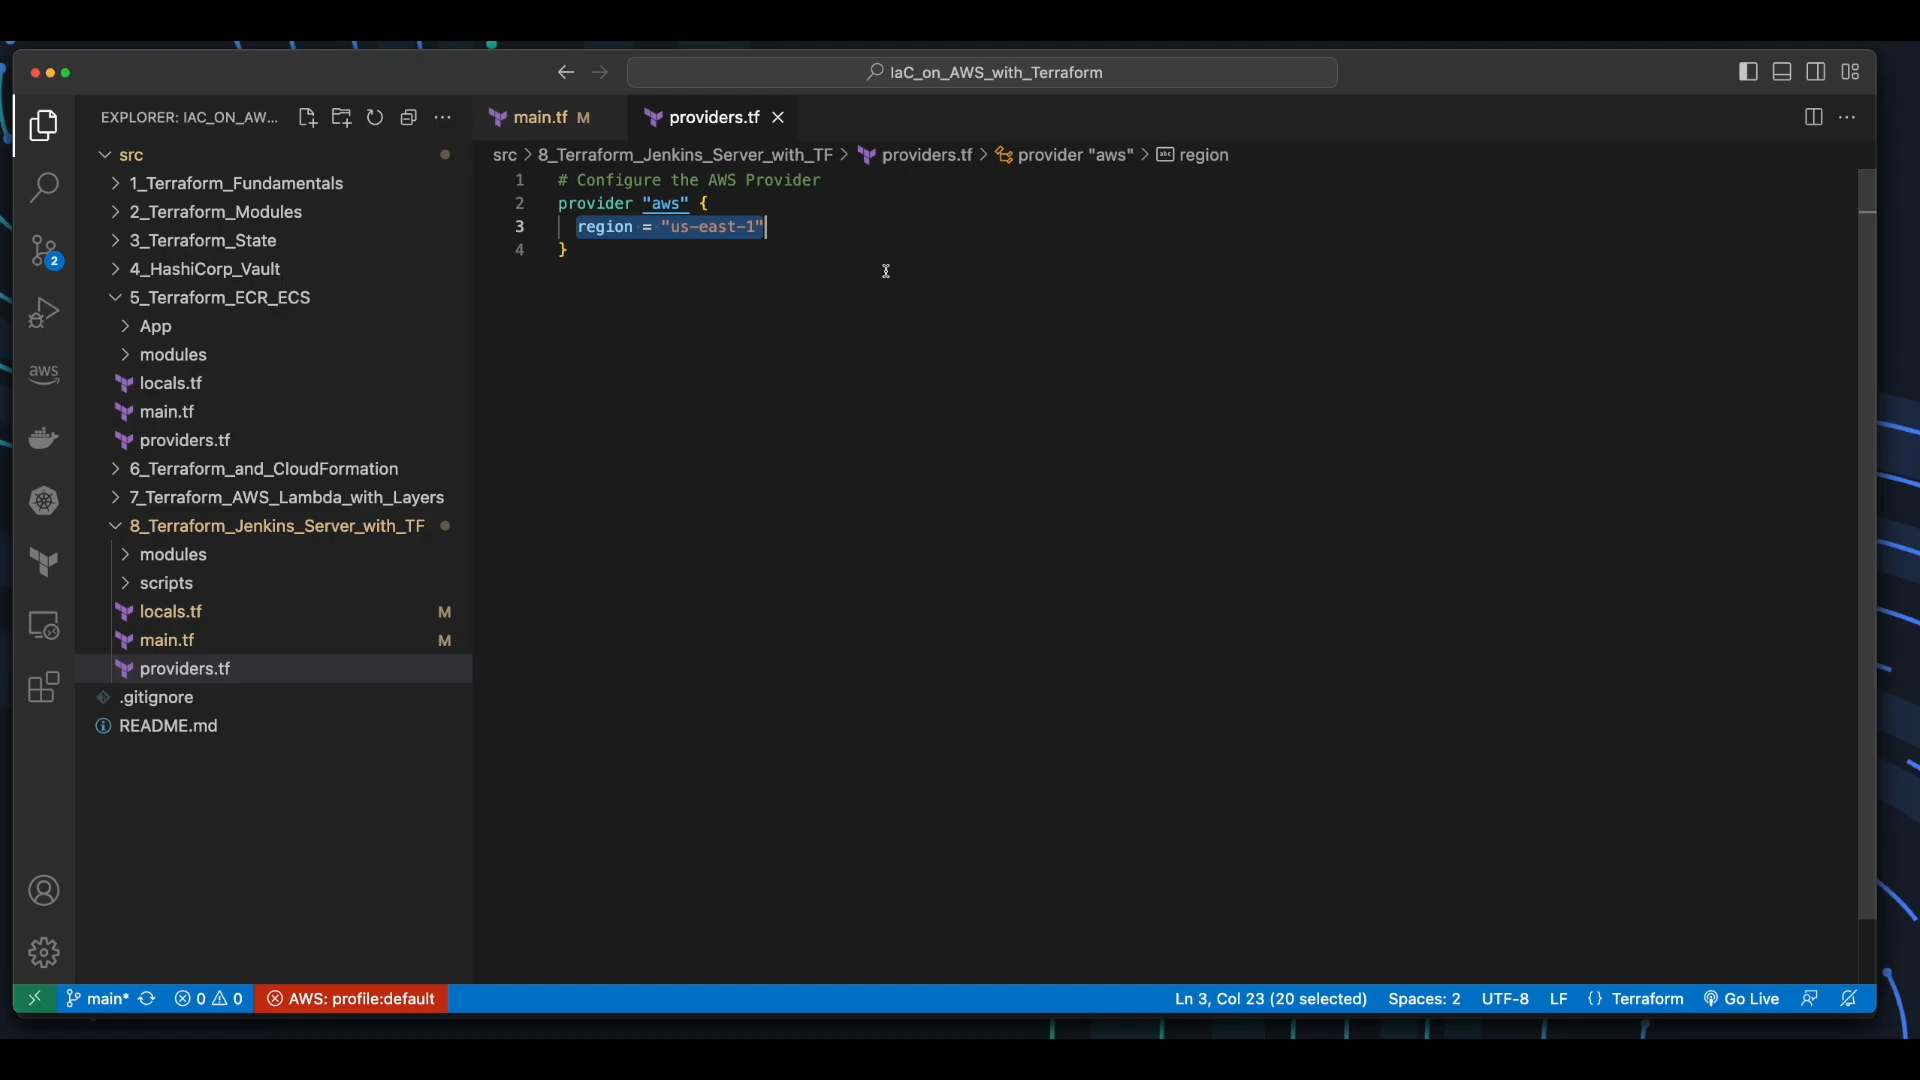 IaC_on_AWS_with_Terraform
EXPLORER: IAC_ON_AW...
main.tf M
providers.tf
src
src > 8_Terraform_Jenkins_Server_with_TF > providers.tf > provider "aws" > region
1_Terraform_Fundamentals
2_Terraform_Modules
3_Terraform_State
4_HashiCorp_Vault
5_Terraform_ECR_ECS
App
modules
locals.tf
main.tf
providers.tf
6_Terraform_and_CloudFormation
7_Terraform_AWS_Lambda_with_Layers
8_Terraform_Jenkins_Server_with_TF
modules
scripts
locals.tf M
main.tf M
providers.tf
.gitignore
README.md
2
aws
1 # Configure the AWS Provider
2 provider "aws" {
3 region = "us-east-1"
4 }
main* 0 0 AWS: profile:default Ln 3, Col 23 (20 selected) Spaces: 2 UTF-8 LF {} Terraform Go Live